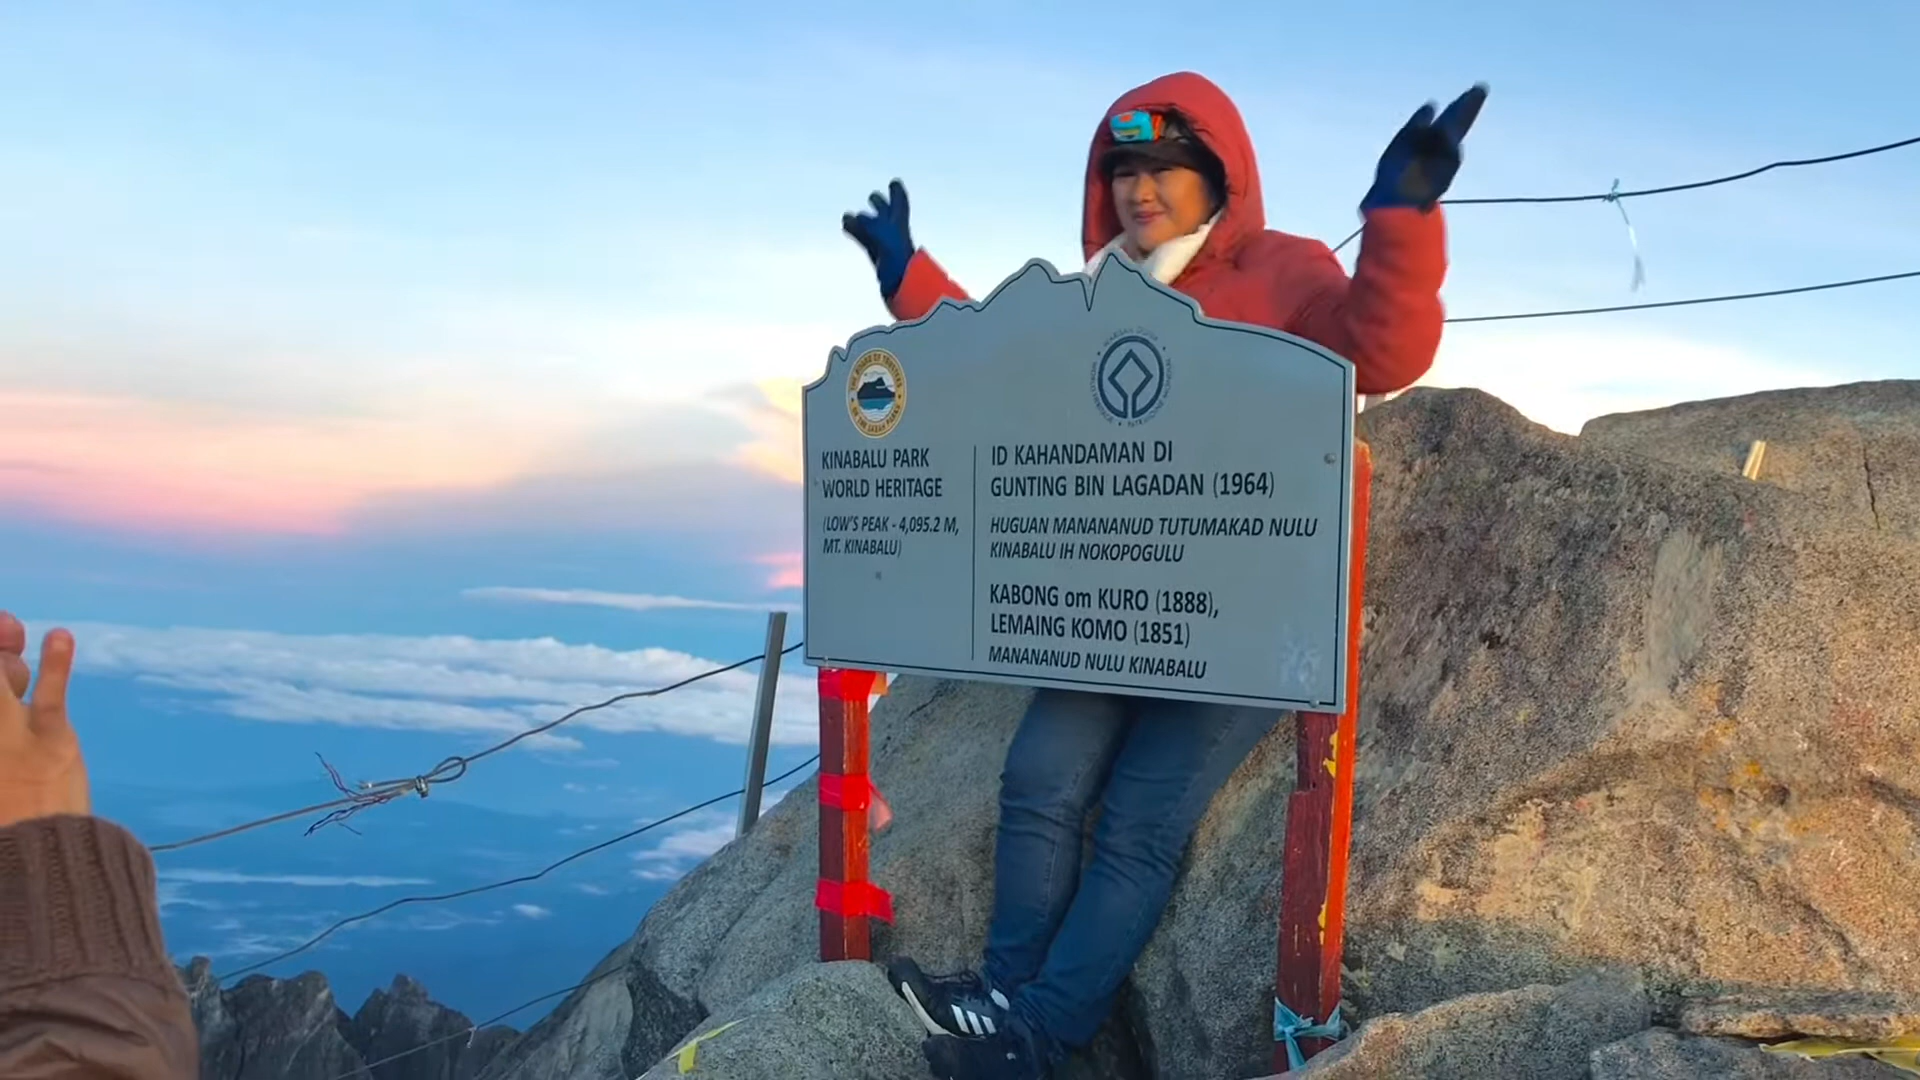 KINABALU PARK
WORLD HERITAGE
(LOW'S PEAK - 4,095.2 M,
MT. KINABALU)
ID KAHANDAMAN DI
GUNTING BIN LAGADAN (1964)
HUGUAN MANANANUD TUTUMAKAD NULU
KINABALU IH NOKOPOGULU
KABONG om KURO (1888),
LEMAING KOMO (1851)
MANANANUD NULU KINABALU